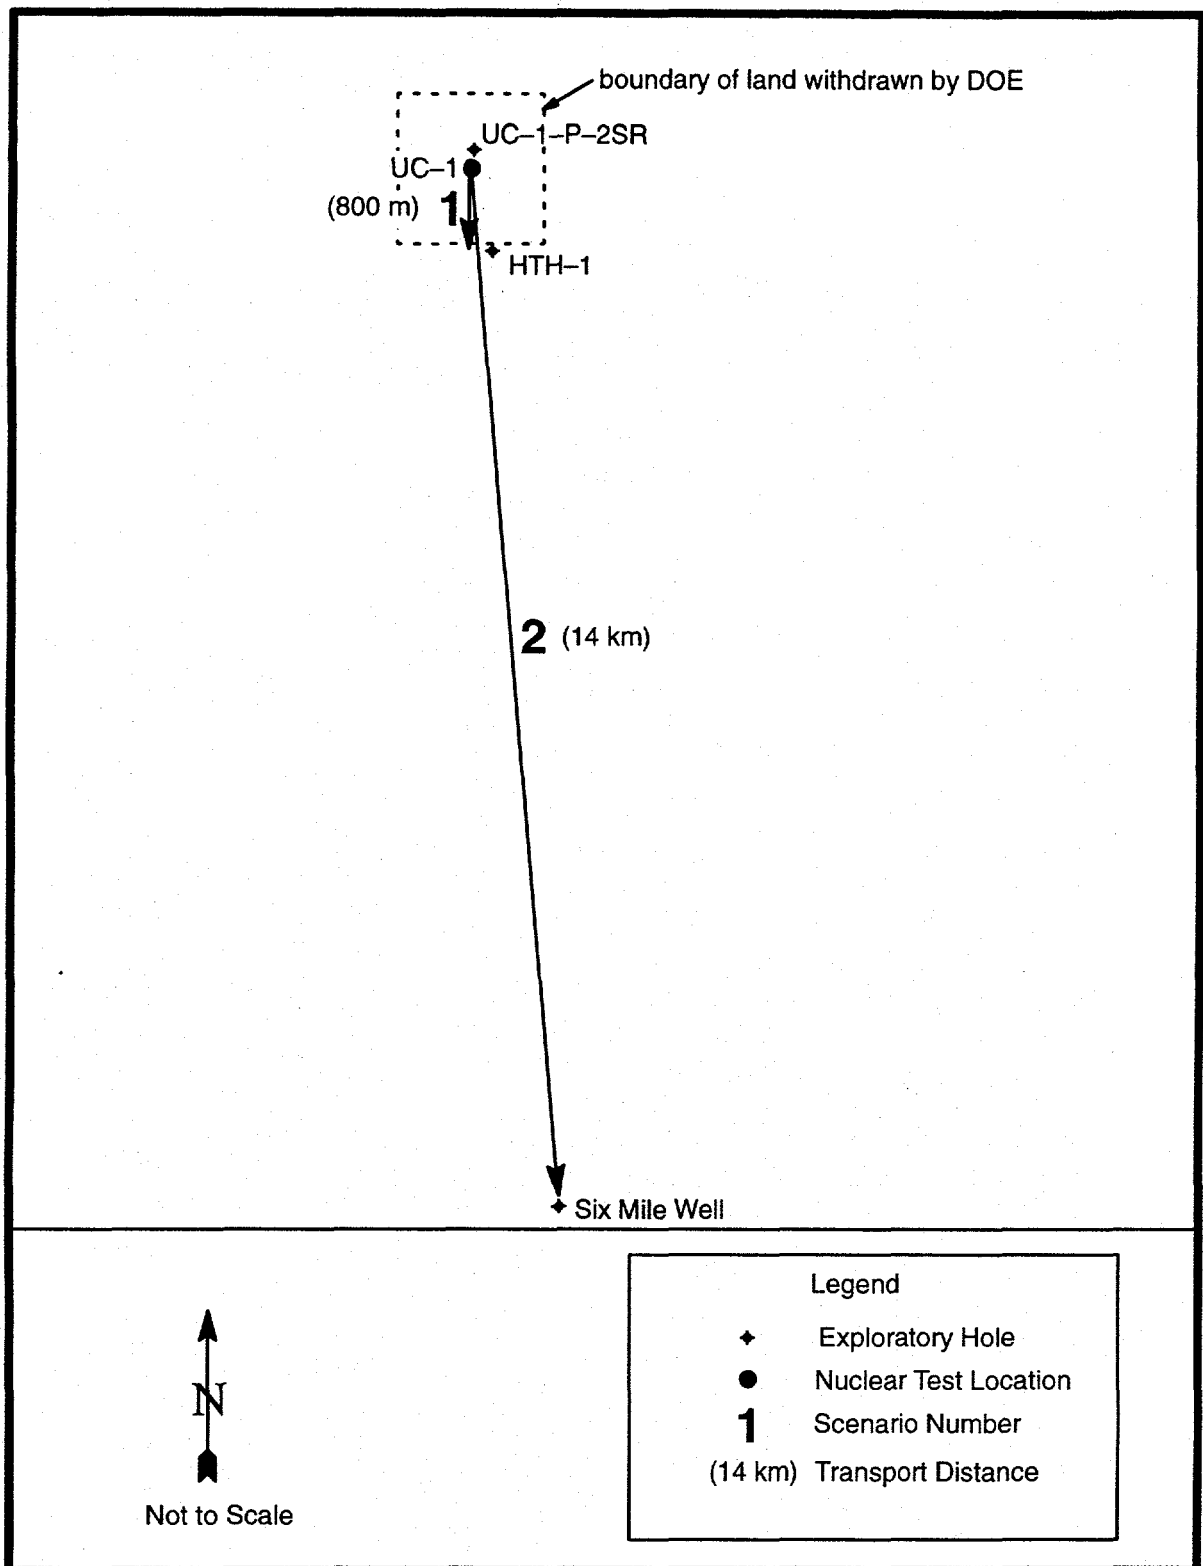 boundary of land withdrawn by DOE
UC–1–P–2SR
UC–1
(800 m) 1
HTH–1
2 (14 km)
Six Mile Well
N
Not to Scale
Legend
Exploratory Hole
Nuclear Test Location
1 Scenario Number
(14 km) Transport Distance